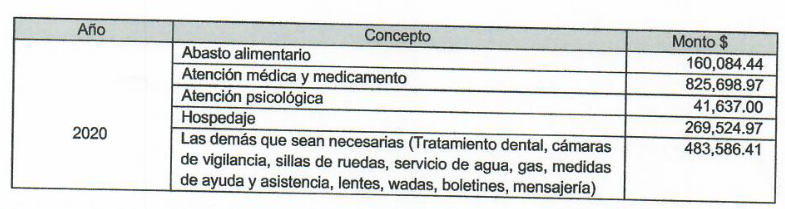 Año Concepto Monto $
Abasto alimentario 160,084.44
Atención médica y medicamento 825,698.97
Atención psicológica 41,637.00
Hospedaje 269,524.97
2020 Las demás que sean necesarias (Tratamiento dental, cámaras 483,586.41
de vigilancia, sillas de ruedas, servicio de agua, gas, medidas
de ayuda y asistencia, lentes, wadas, boletines, mensajería)